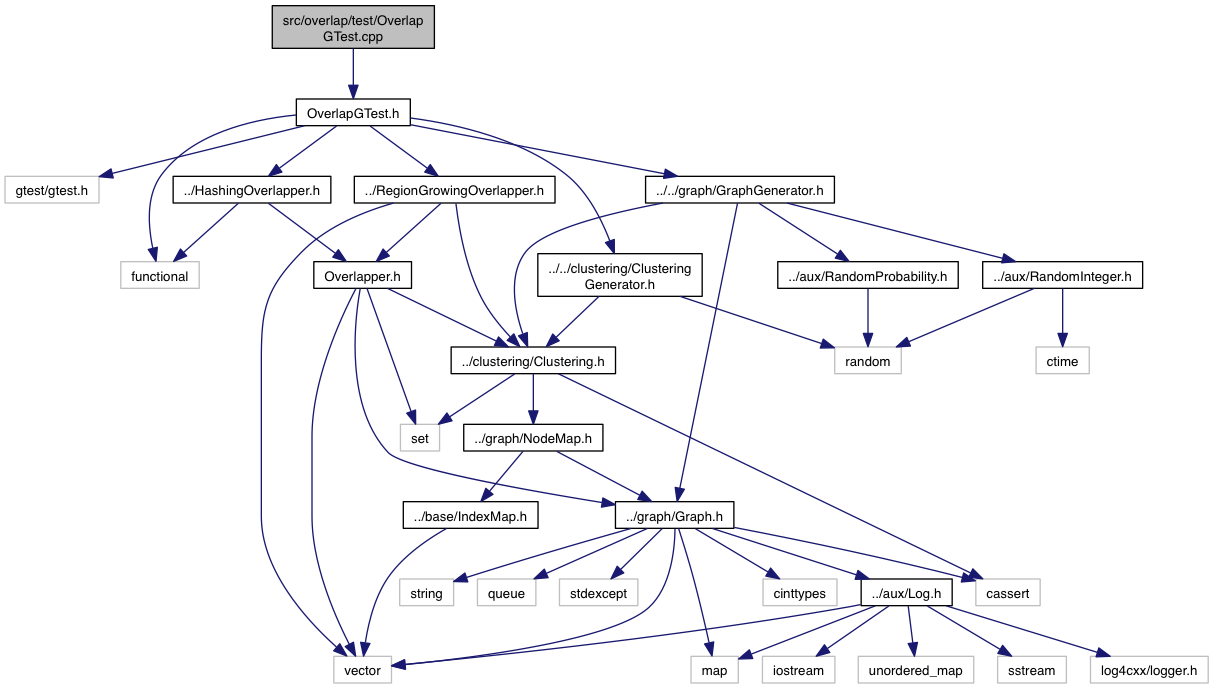 src/overlap/test/Overlap
GTest.cpp
OverlapGTest.h
gtest/gtest.h
../HashingOverlapper.h
../RegionGrowingOverlapper.h
../../graph/GraphGenerator.h
functional
Overlapper.h
../../clustering/Clustering
Generator.h
../aux/RandomProbability.h
../aux/RandomInteger.h
../clustering/Clustering.h
random
ctime
set
../graph/NodeMap.h
../base/IndexMap.h
../graph/Graph.h
string
queue
stdexcept
cinttypes
../aux/Log.h
cassert
vector
map
iostream
unordered_map
sstream
log4cxx/logger.h